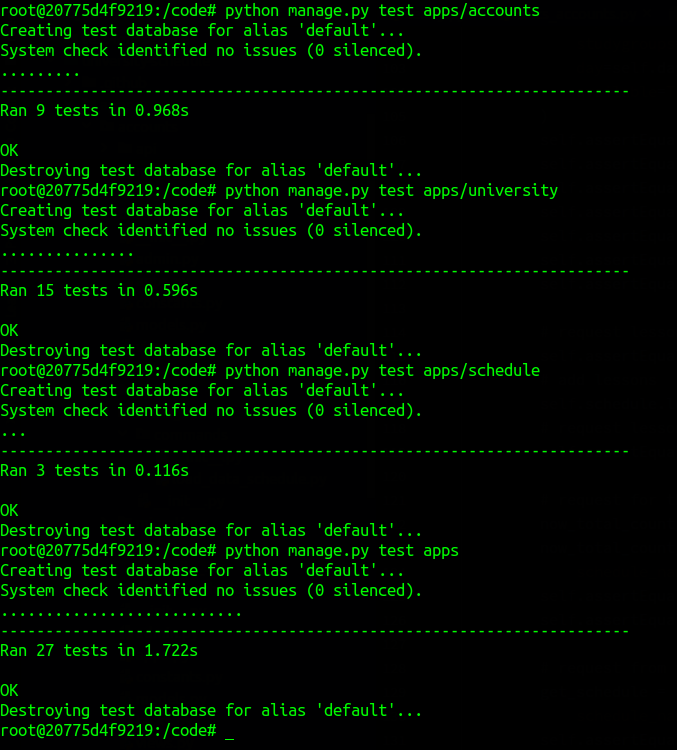 root@20775d4f9219:/code# python manage.py test apps/accounts
Creating test database for alias 'default'...
System check identified no issues (0 silenced).
.........
----------------------------------------------------------------------
Ran 9 tests in 0.968s

OK
Destroying test database for alias 'default'...
root@20775d4f9219:/code# python manage.py test apps/university
Creating test database for alias 'default'...
System check identified no issues (0 silenced).
...............
----------------------------------------------------------------------
Ran 15 tests in 0.596s

OK
Destroying test database for alias 'default'...
root@20775d4f9219:/code# python manage.py test apps/schedule
Creating test database for alias 'default'...
System check identified no issues (0 silenced).
...
----------------------------------------------------------------------
Ran 3 tests in 0.116s

OK
Destroying test database for alias 'default'...
root@20775d4f9219:/code# python manage.py test apps
Creating test database for alias 'default'...
System check identified no issues (0 silenced).
...........................
----------------------------------------------------------------------
Ran 27 tests in 1.722s

OK
Destroying test database for alias 'default'...
root@20775d4f9219:/code# _